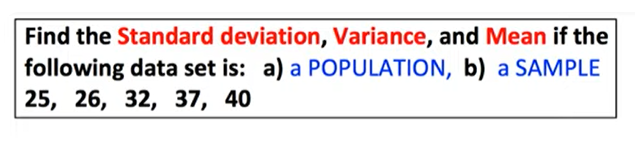 Find the Standard deviation, Variance, and Mean if the
following data set is: a) a POPULATION, b) a SAMPLE
25, 26, 32, 37, 40